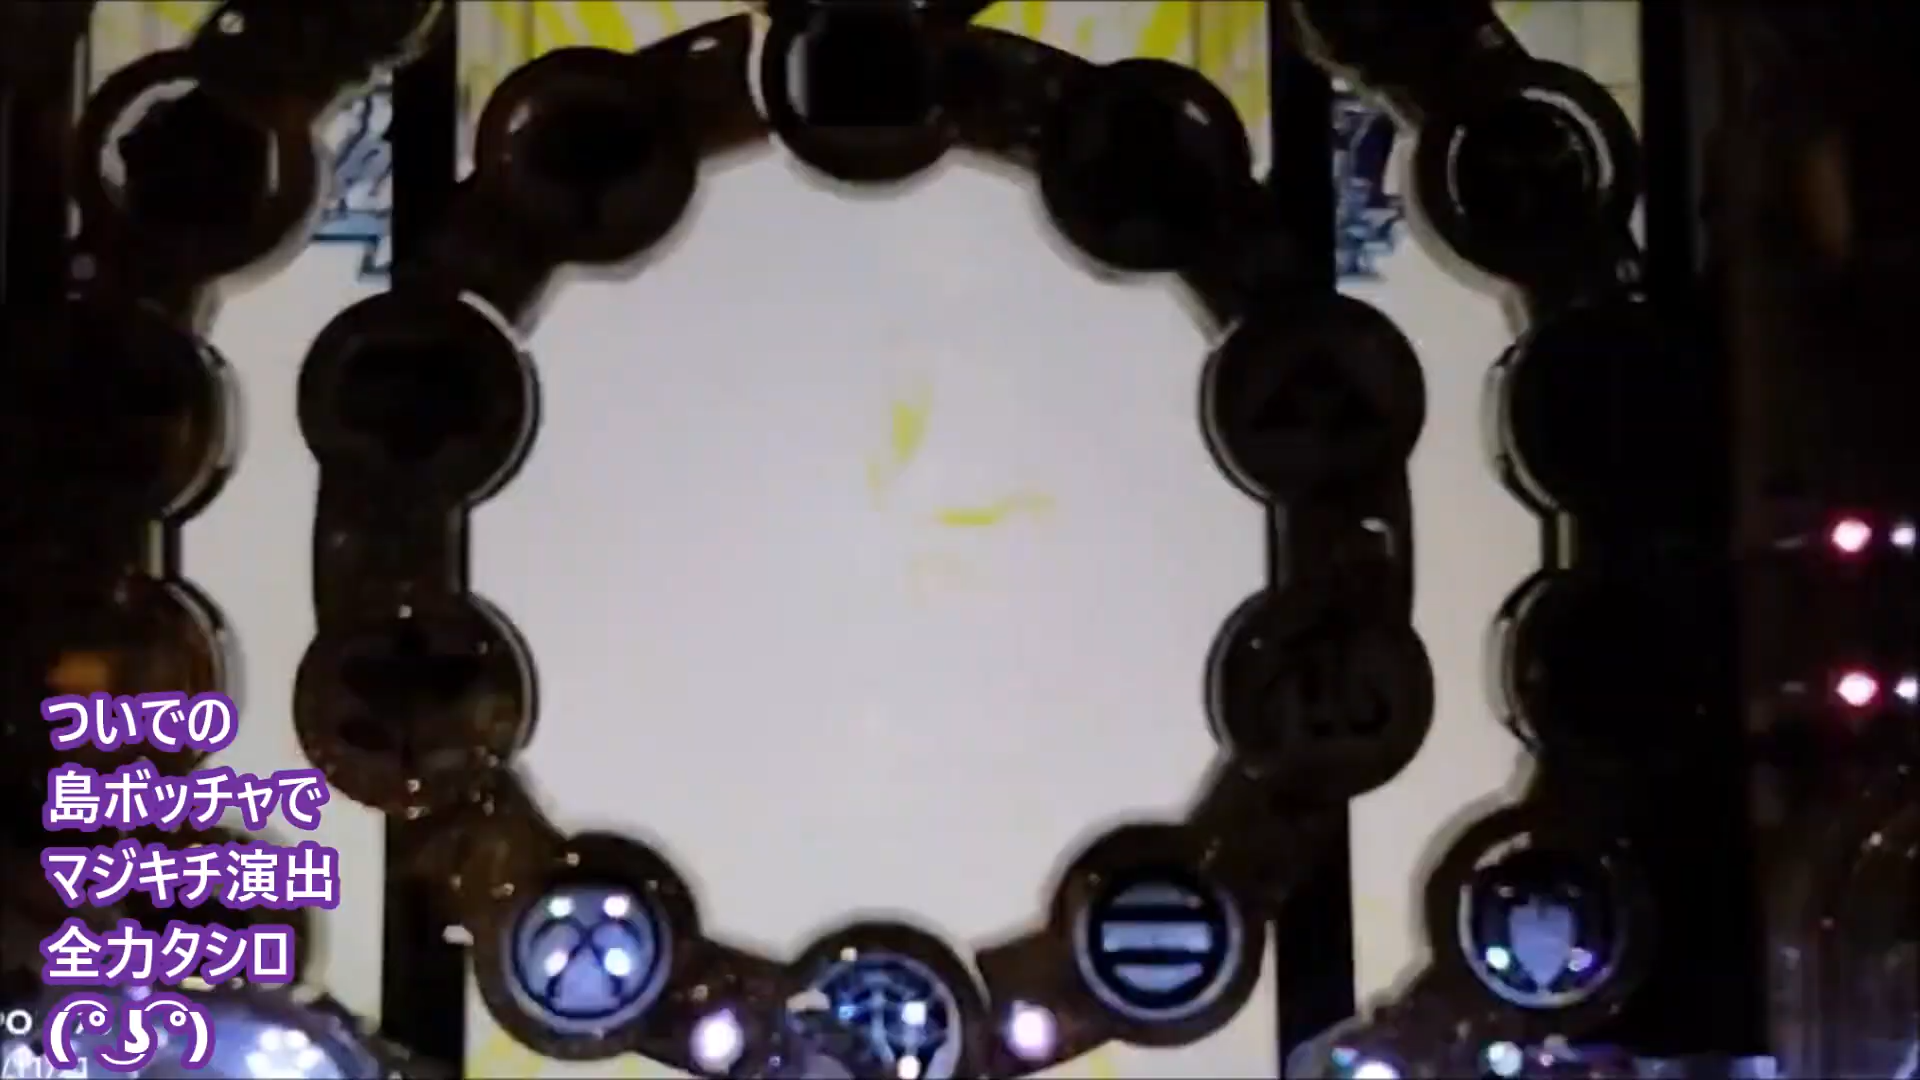 ついでの
島ボッチャで
マジキチ演出
全力タシロ
( ͡° ͜ʖ ͡°)